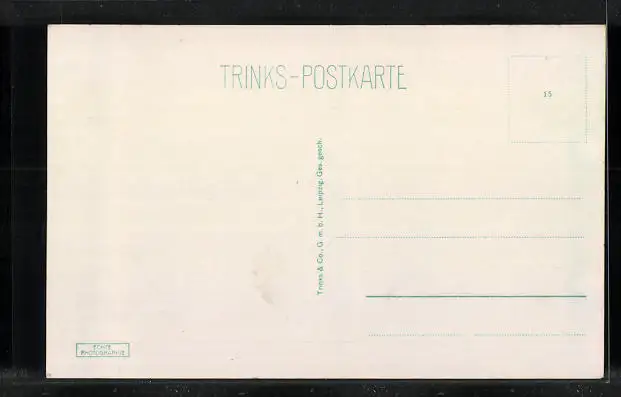 TRINKS-POSTKARTE
15
Trinks & Co., G. m. b. H., Leipzig. Ges. gesch.
ECHTE
PHOTOGRAPHIE